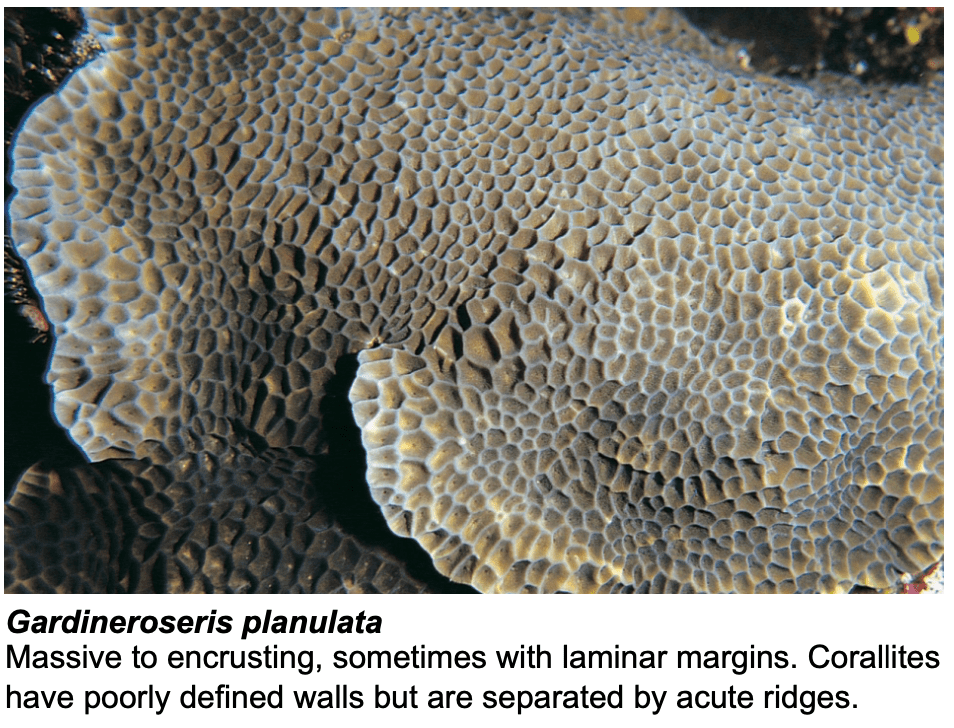 Gardineroseris planulata
Massive to encrusting, sometimes with laminar margins. Corallites
have poorly defined walls but are separated by acute ridges.